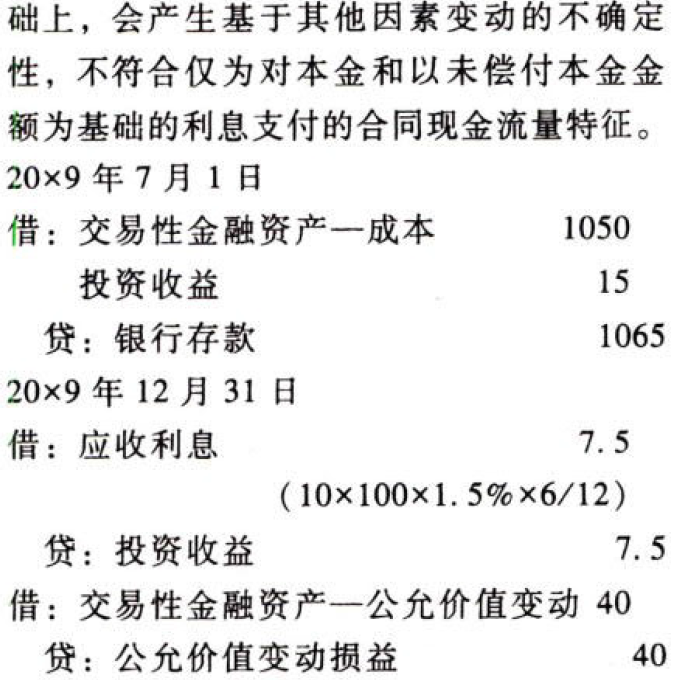 础上，会产生基于其他因素变动的不确定
性，不符合仅为对本金和以未偿付本金金
额为基础的利息支付的合同现金流量特征。
20×9 年 7 月 1 日
借：交易性金融资产—成本 1050
投资收益 15
贷：银行存款 1065
20×9 年 12 月 31 日
借：应收利息 7.5
（10×100×1.5%×6/12）
贷：投资收益 7.5
借：交易性金融资产—公允价值变动 40
贷：公允价值变动损益 40